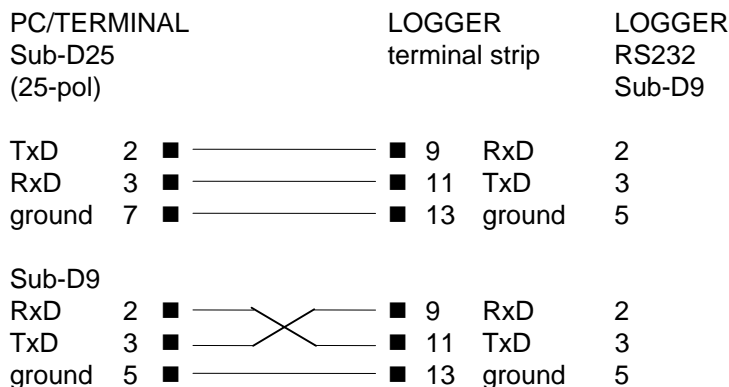 PC/TERMINAL LOGGER LOGGER
Sub-D25 terminal strip RS232
(25-pol) Sub-D9
TxD 2 9 RxD 2
RxD 3 11 TxD 3
ground 7 13 ground 5
Sub-D9
RxD 2 9 RxD 2
TxD 3 11 TxD 3
ground 5 13 ground 5